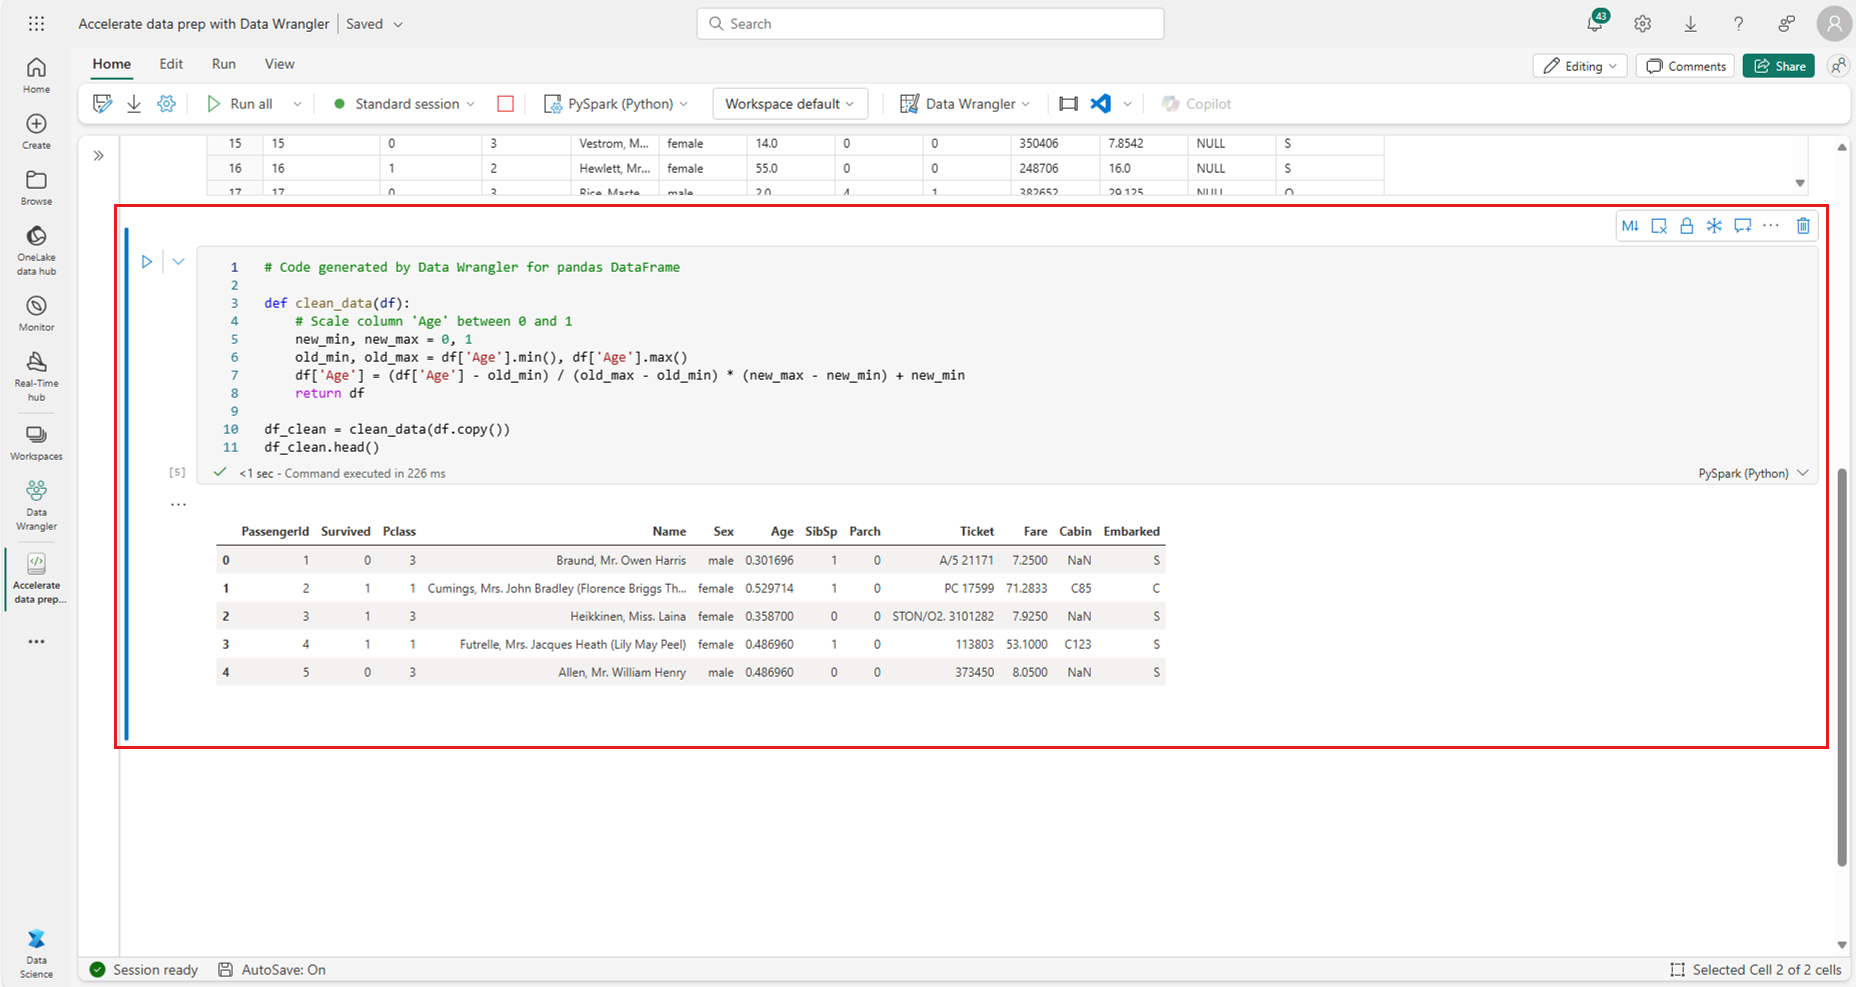 Accelerate data prep with Data Wrangler | Saved
Search
43
Home Edit Run View
Editing Comments Share
Run all Standard session PySpark (Python) Workspace default Data Wrangler Copilot
Home
Create
Browse
OneLake
data hub
Monitor
Real-Time
hub
Workspaces
Data
Wrangler
Accelerate
data prep...
Data
Science
15 15 0 3 Vestrom, M... female 14.0 0 0 350406 7.8542 NULL S
16 16 1 2 Hewlett, Mr... female 55.0 0 0 248706 16.0 NULL S
17 17 0 3 Rice, Maste... male 2.0 4 1 382652 29.125 NULL Q
M↓
1 # Code generated by Data Wrangler for pandas DataFrame
2
3 def clean_data(df):
4 # Scale column 'Age' between 0 and 1
5 new_min, new_max = 0, 1
6 old_min, old_max = df['Age'].min(), df['Age'].max()
7 df['Age'] = (df['Age'] - old_min) / (old_max - old_min) * (new_max - new_min) + new_min
8 return df
9
10 df_clean = clean_data(df.copy())
11 df_clean.head()
[5] <1 sec - Command executed in 226 ms PySpark (Python)
...
PassengerId Survived Pclass Name Sex Age SibSp Parch Ticket Fare Cabin Embarked
0 1 0 3 Braund, Mr. Owen Harris male 0.301696 1 0 A/5 21171 7.2500 NaN S
1 2 1 1 Cumings, Mrs. John Bradley (Florence Briggs Th... female 0.529714 1 0 PC 17599 71.2833 C85 C
2 3 1 3 Heikkinen, Miss. Laina female 0.358700 0 0 STON/O2. 3101282 7.9250 NaN S
3 4 1 1 Futrelle, Mrs. Jacques Heath (Lily May Peel) female 0.486960 1 0 113803 53.1000 C123 S
4 5 0 3 Allen, Mr. William Henry male 0.486960 0 0 373450 8.0500 NaN S
Session ready AutoSave: On Selected Cell 2 of 2 cells